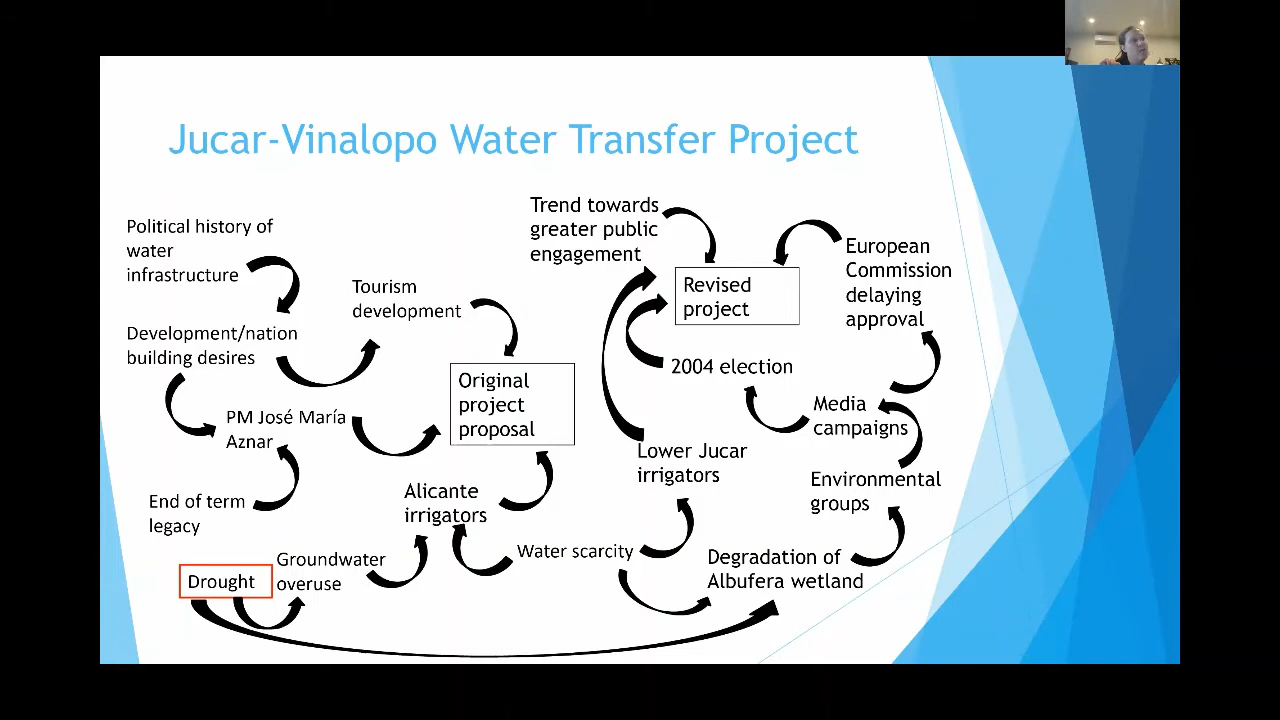 Jucar-Vinalopo Water Transfer Project
Political history of
water
infrastructure
Development/nation
building desires
PM José María
Aznar
End of term
legacy
Drought
Groundwater
overuse
Tourism
development
Original
project
proposal
Alicante
irrigators
Water scarcity
Trend towards
greater public
engagement
Revised
project
2004 election
Lower Jucar
irrigators
Degradation of
Albufera wetland
Environmental
groups
Media
campaigns
European
Commission
delaying
approval